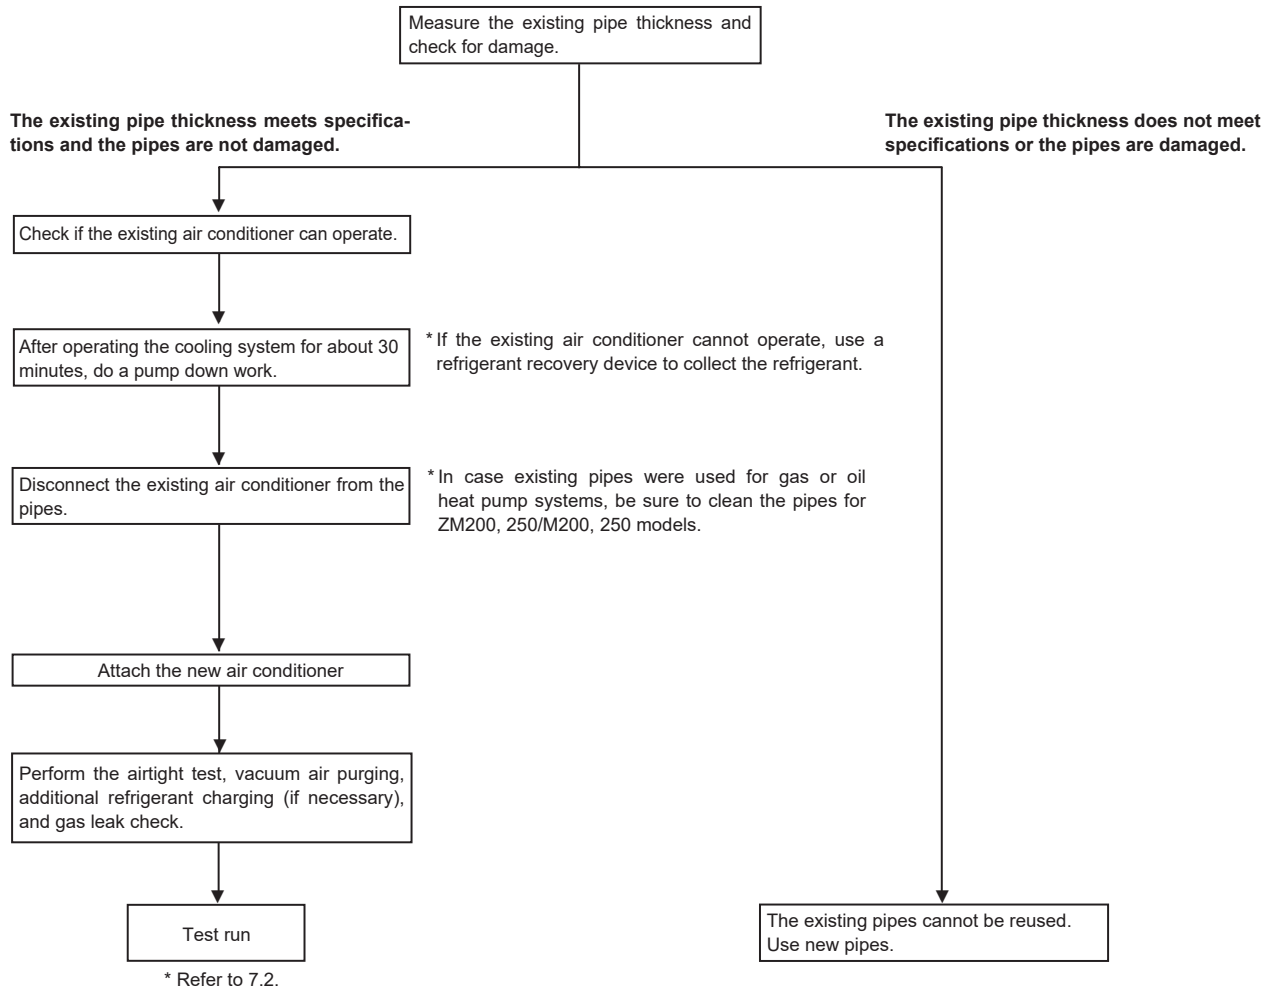 Measure the existing pipe thickness and
check for damage.
The existing pipe thickness meets specifica-
tions and the pipes are not damaged.
The existing pipe thickness does not meet
specifications or the pipes are damaged.
Check if the existing air conditioner can operate.
After operating the cooling system for about 30
minutes, do a pump down work.
* If the existing air conditioner cannot operate, use a
refrigerant recovery device to collect the refrigerant.
Disconnect the existing air conditioner from the
pipes.
* In case existing pipes were used for gas or oil
heat pump systems, be sure to clean the pipes for
ZM200, 250/M200, 250 models.
Attach the new air conditioner
Perform the airtight test, vacuum air purging,
additional refrigerant charging (if necessary),
and gas leak check.
Test run
* Refer to 7.2.
The existing pipes cannot be reused.
Use new pipes.